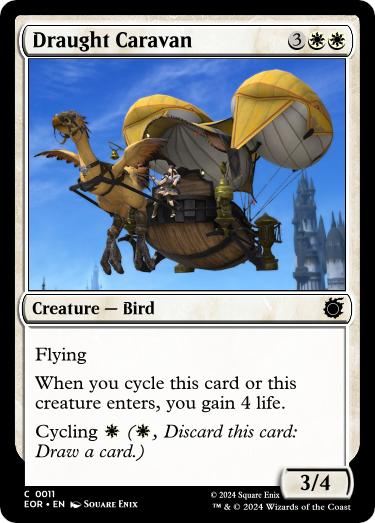 Draught Caravan 3
Creature — Bird
Flying
When you cycle this card or this
creature enters, you gain 4 life.
Cycling (, Discard this card:
Draw a card.)
3/4
C 0011
EOR • EN SQUARE ENIX
© 2024 Square Enix
™ & © 2024 Wizards of the Coast